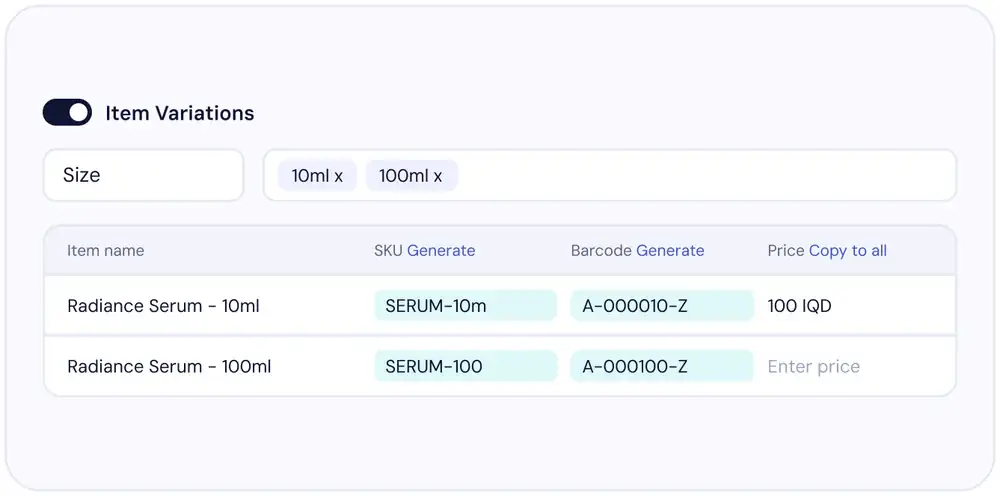 Item Variations
Size 10ml x 100ml x
Item name SKU Generate Barcode Generate Price Copy to all
Radiance Serum - 10ml SERUM-10m A-000010-Z 100 IQD
Radiance Serum - 100ml SERUM-100 A-000100-Z Enter price